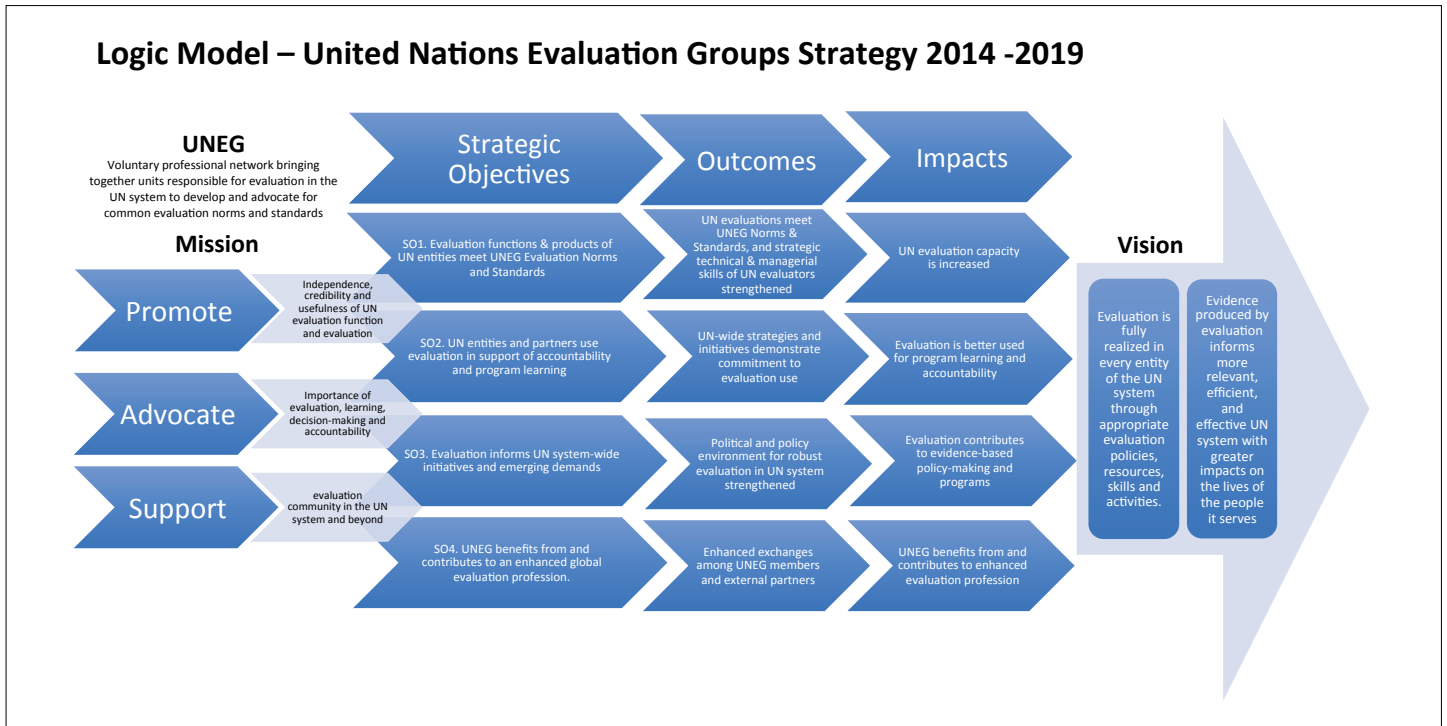 Logic Model – United Nations Evaluation Groups Strategy 2014 -2019
UNEG
Voluntary professional network bringing
together units responsible for evaluation in the
UN system to develop and advocate for
common evaluation norms and standards
Mission
Promote
Independence,
credibility and
usefulness of UN
evaluation function
and evaluation
Advocate
Importance of
evaluation, learning,
decision-making and
accountability
Support
evaluation
community in the UN
system and beyond
Strategic
Objectives
Outcomes
Impacts
SO1. Evaluation functions & products of
UN entities meet UNEG Evaluation Norms
and Standards
UN evaluations meet
UNEG Norms &
Standards, and strategic
technical & managerial
skills of UN evaluators
strengthened
UN evaluation capacity
is increased
SO2. UN entities and partners use
evaluation in support of accountability
and program learning
UN-wide strategies and
initiatives demonstrate
commitment to
evaluation use
Evaluation is better used
for program learning and
accountability
SO3. Evaluation informs UN system-wide
initiatives and emerging demands
Political and policy
environment for robust
evaluation in UN system
strengthened
Evaluation contributes
to evidence-based
policy-making and
programs
SO4. UNEG benefits from and
contributes to an enhanced global
evaluation profession.
Enhanced exchanges
among UNEG members
and external partners
UNEG benefits from and
contributes to enhanced
evaluation profession
Vision
Evaluation is
fully
realized in
every entity
of the UN
system
through
appropriate
evaluation
policies,
resources,
skills and
activities.
Evidence
produced by
evaluation
informs
more
relevant,
efficient,
and
effective UN
system with
greater
impacts on
the lives of
the people
it serves